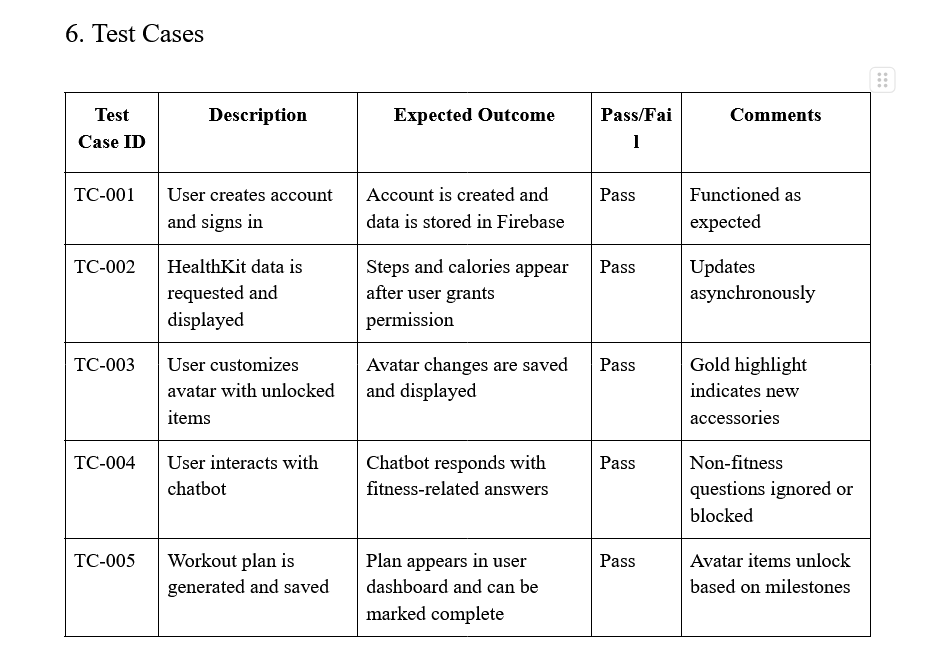 6. Test Cases
Test
Case ID
Description
Expected Outcome
Pass/Fai
l
Comments
TC-001
User creates account
and signs in
Account is created and
data is stored in Firebase
Pass
Functioned as
expected
TC-002
HealthKit data is
requested and
displayed
Steps and calories appear
after user grants
permission
Pass
Updates
asynchronously
TC-003
User customizes
avatar with unlocked
items
Avatar changes are saved
and displayed
Pass
Gold highlight
indicates new
accessories
TC-004
User interacts with
chatbot
Chatbot responds with
fitness-related answers
Pass
Non-fitness
questions ignored or
blocked
TC-005
Workout plan is
generated and saved
Plan appears in user
dashboard and can be
marked complete
Pass
Avatar items unlock
based on milestones